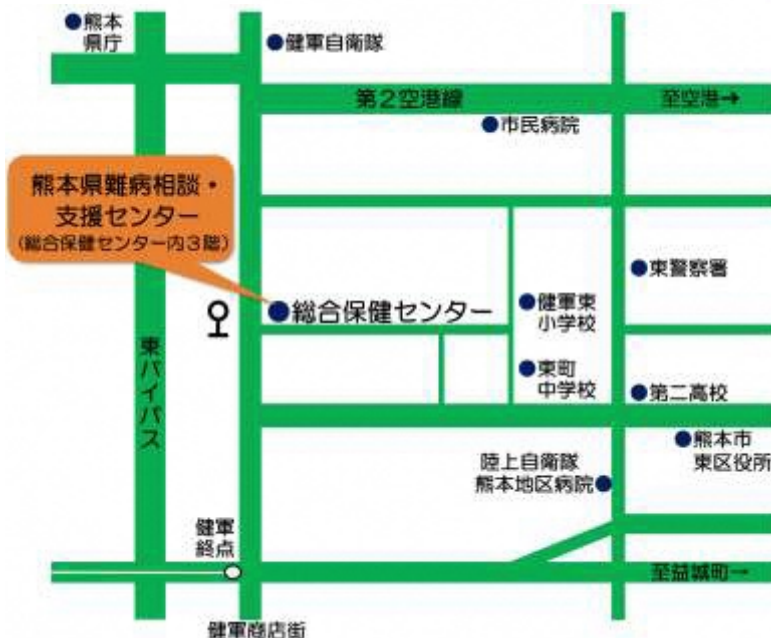 熊本
県庁
健軍自衛隊
第２空港線
至空港→
市民病院
熊本県難病相談・
支援センター
(総合保健センター内３階)
東警察署
総合保健センター
健軍東
小学校
東バイパス
東町
中学校
第二高校
熊本市
東区役所
陸上自衛隊
熊本地区病院
健軍
終点
至益城町→
健軍商店街